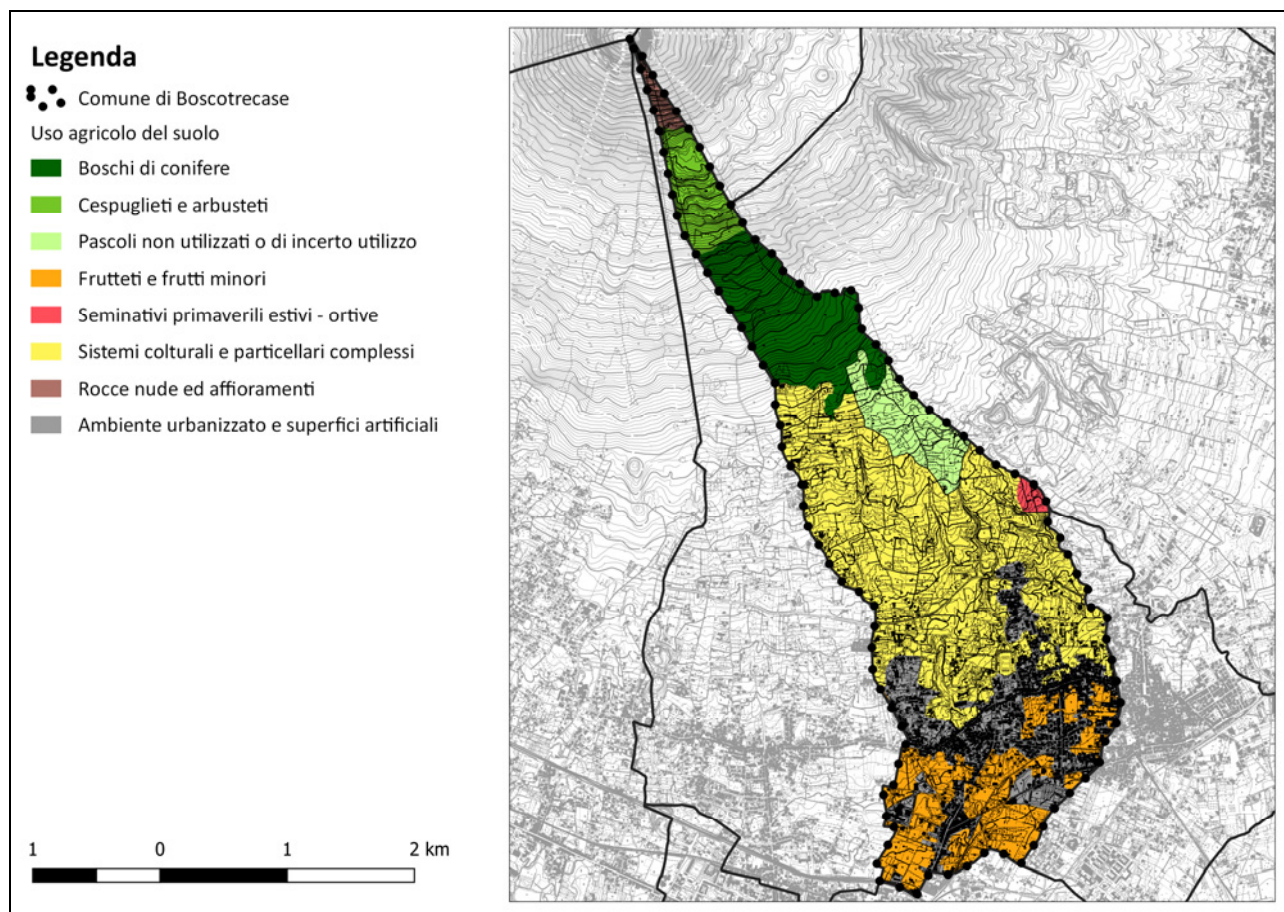 Legenda
Comune di Boscotrecase
Uso agricolo del suolo
Boschi di conifere
Cespuglieti e arbusteti
Pascoli non utilizzati o di incerto utilizzo
Frutteti e frutti minori
Seminativi primaverili estivi - ortive
Sistemi colturali e particellari complessi
Rocce nude ed affioramenti
Ambiente urbanizzato e superfici artificiali
1 0 1 2 km